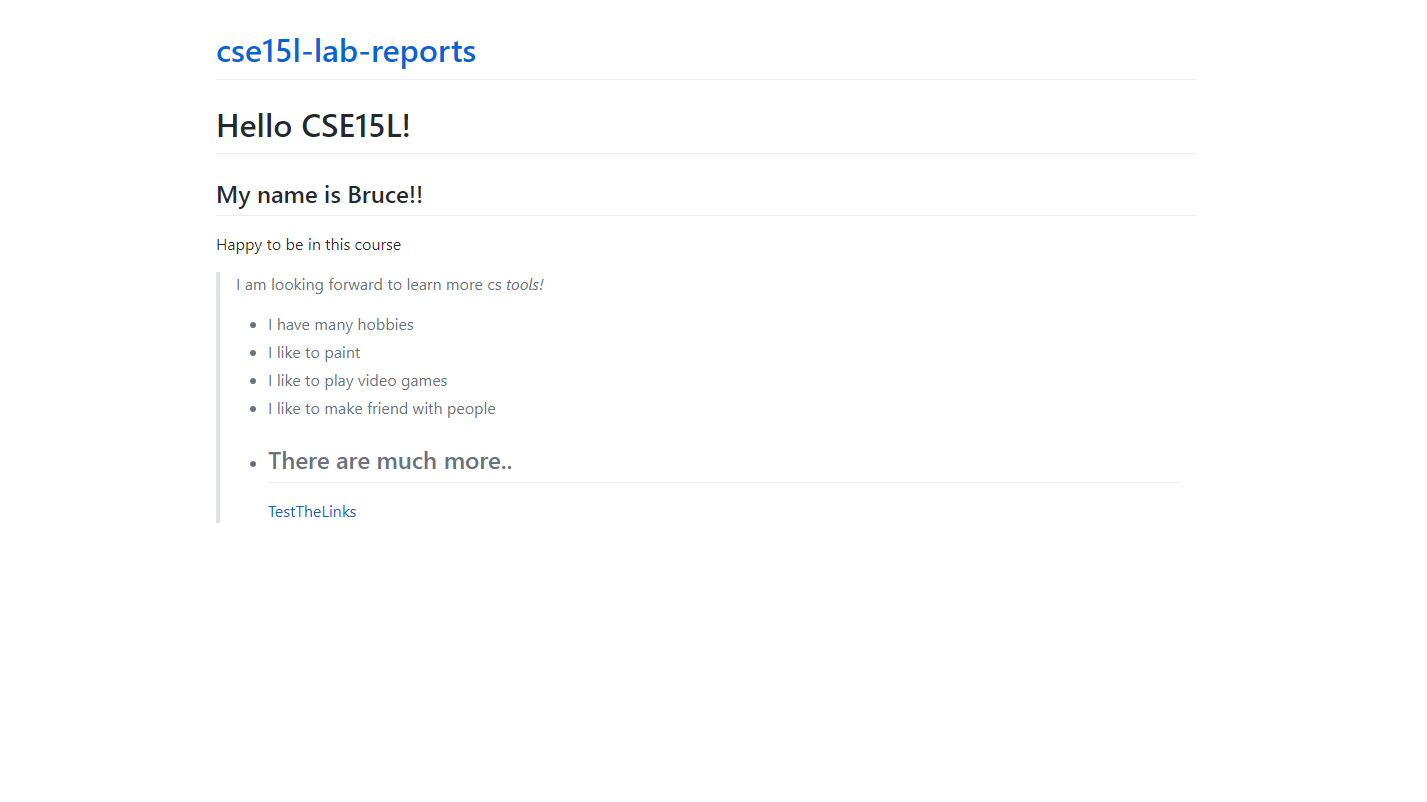 cse15l-lab-reports
Hello CSE15L!
My name is Bruce!!
Happy to be in this course
I am looking forward to learn more cs tools!
I have many hobbies
I like to paint
I like to play video games
I like to make friend with people
There are much more..
TestTheLinks